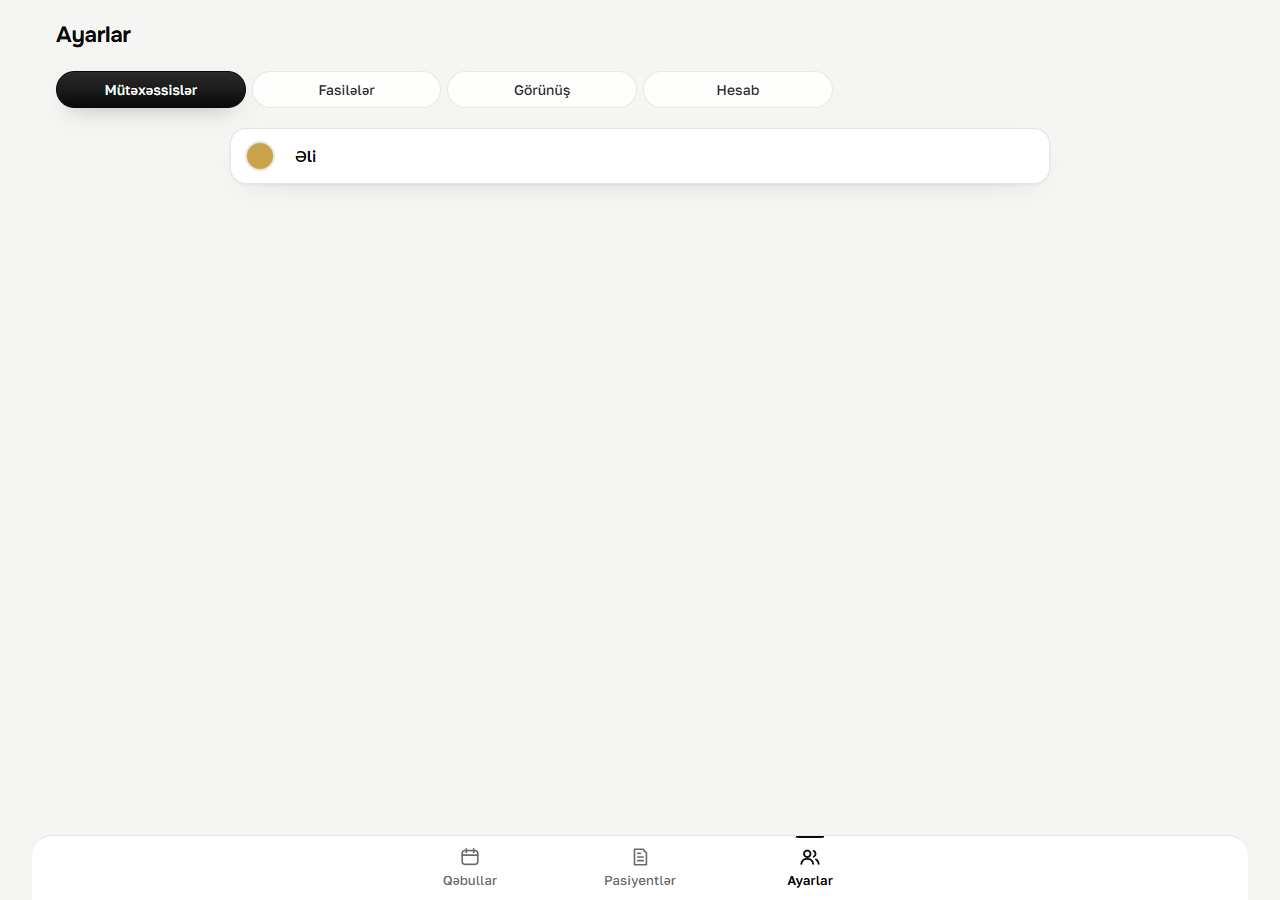 Ayarlar
Mütəxəssislər
Fasilələr
Görünüş
Hesab
Əli
Qəbullar
Pasiyentlər
Ayarlar